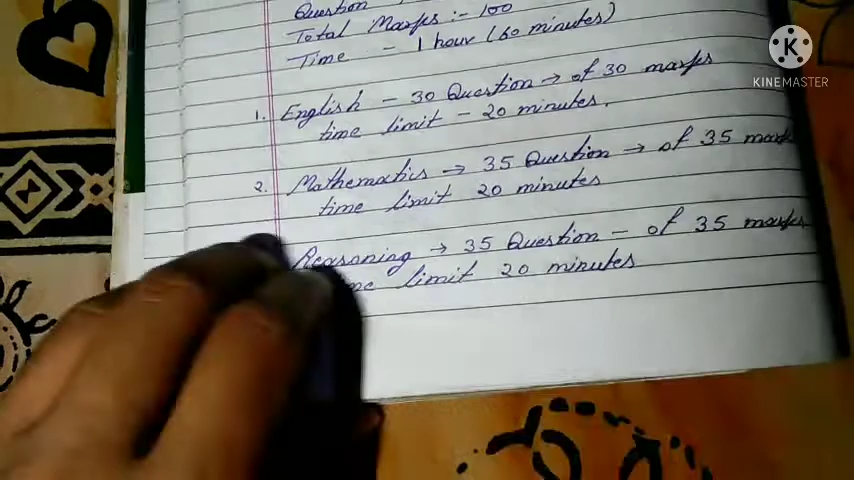 Question
Total Marks :- 100
Time - 1 hour (60 minutes)
1. English - 30 Question → of 30 marks
time limit - 20 minutes.
2. Mathematics → 35 Question → of 35 marks
time limit 20 minutes
Reasoning → 35 Question - of 35 marks
me limit 20 minutes
KINEMASTER